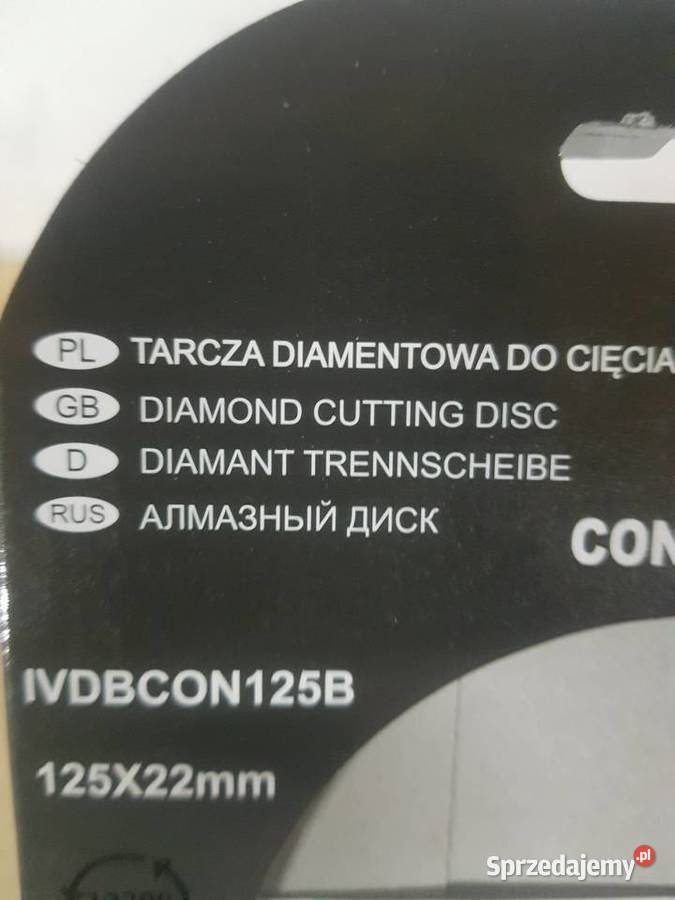 PL TARCZA DIAMENTOWA DO CIĘCIA
GB DIAMOND CUTTING DISC
D DIAMANT TRENNSCHEIBE
RUS АЛМАЗНЫЙ ДИСК
CON
IVDBCON125B
125X22mm
Sprzedajemy.pl